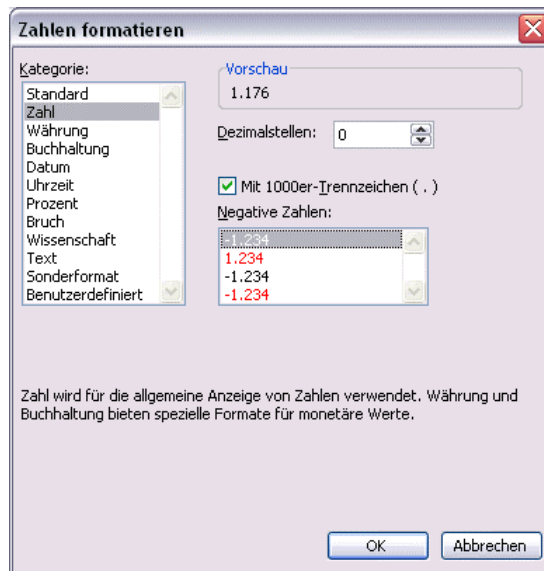 Zahlen formatieren
Kategorie:
Standard
Zahl
Währung
Buchhaltung
Datum
Uhrzeit
Prozent
Bruch
Wissenschaft
Text
Sonderformat
Benutzerdefiniert
Vorschau
1.176
Dezimalstellen: 0
Mit 1000er-Trennzeichen ( . )
Negative Zahlen:
-1.234
1.234
-1.234
-1.234
Zahl wird für die allgemeine Anzeige von Zahlen verwendet. Währung und
Buchhaltung bieten spezielle Formate für monetäre Werte.
OK Abbrechen